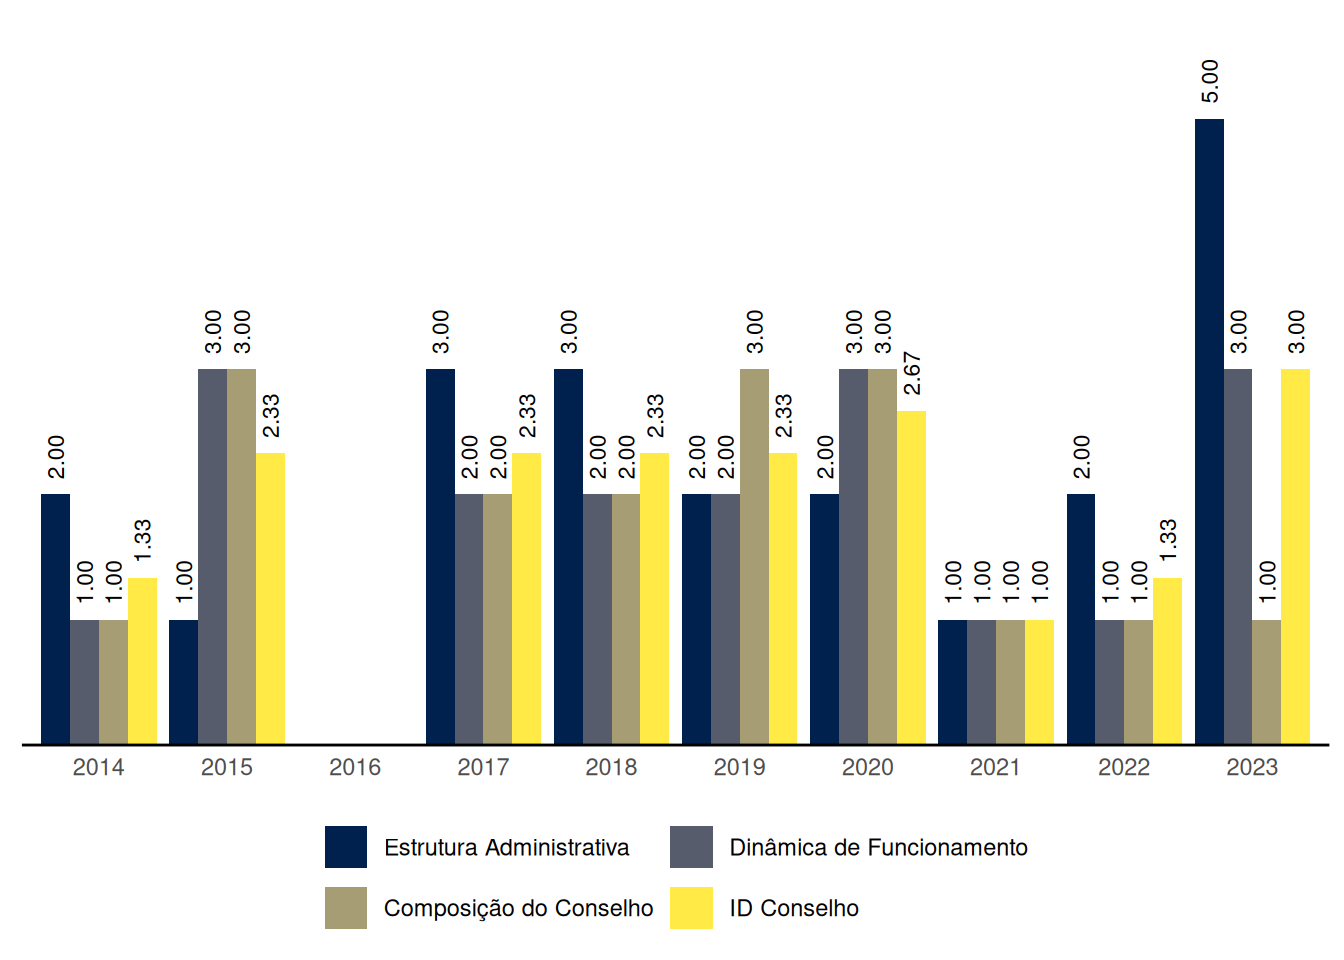 2.00 1.00 1.00 1.33
1.00 3.00 3.00 2.33
3.00 2.00 2.00 2.33
3.00 2.00 2.00 2.33
2.00 2.00 3.00 2.33
2.00 3.00 3.00 2.67
1.00 1.00 1.00 1.00
2.00 1.00 1.00 1.33
5.00 3.00 1.00 3.00
2014 2015 2016 2017 2018 2019 2020 2021 2022 2023
Estrutura Administrativa Dinâmica de Funcionamento
Composição do Conselho ID Conselho